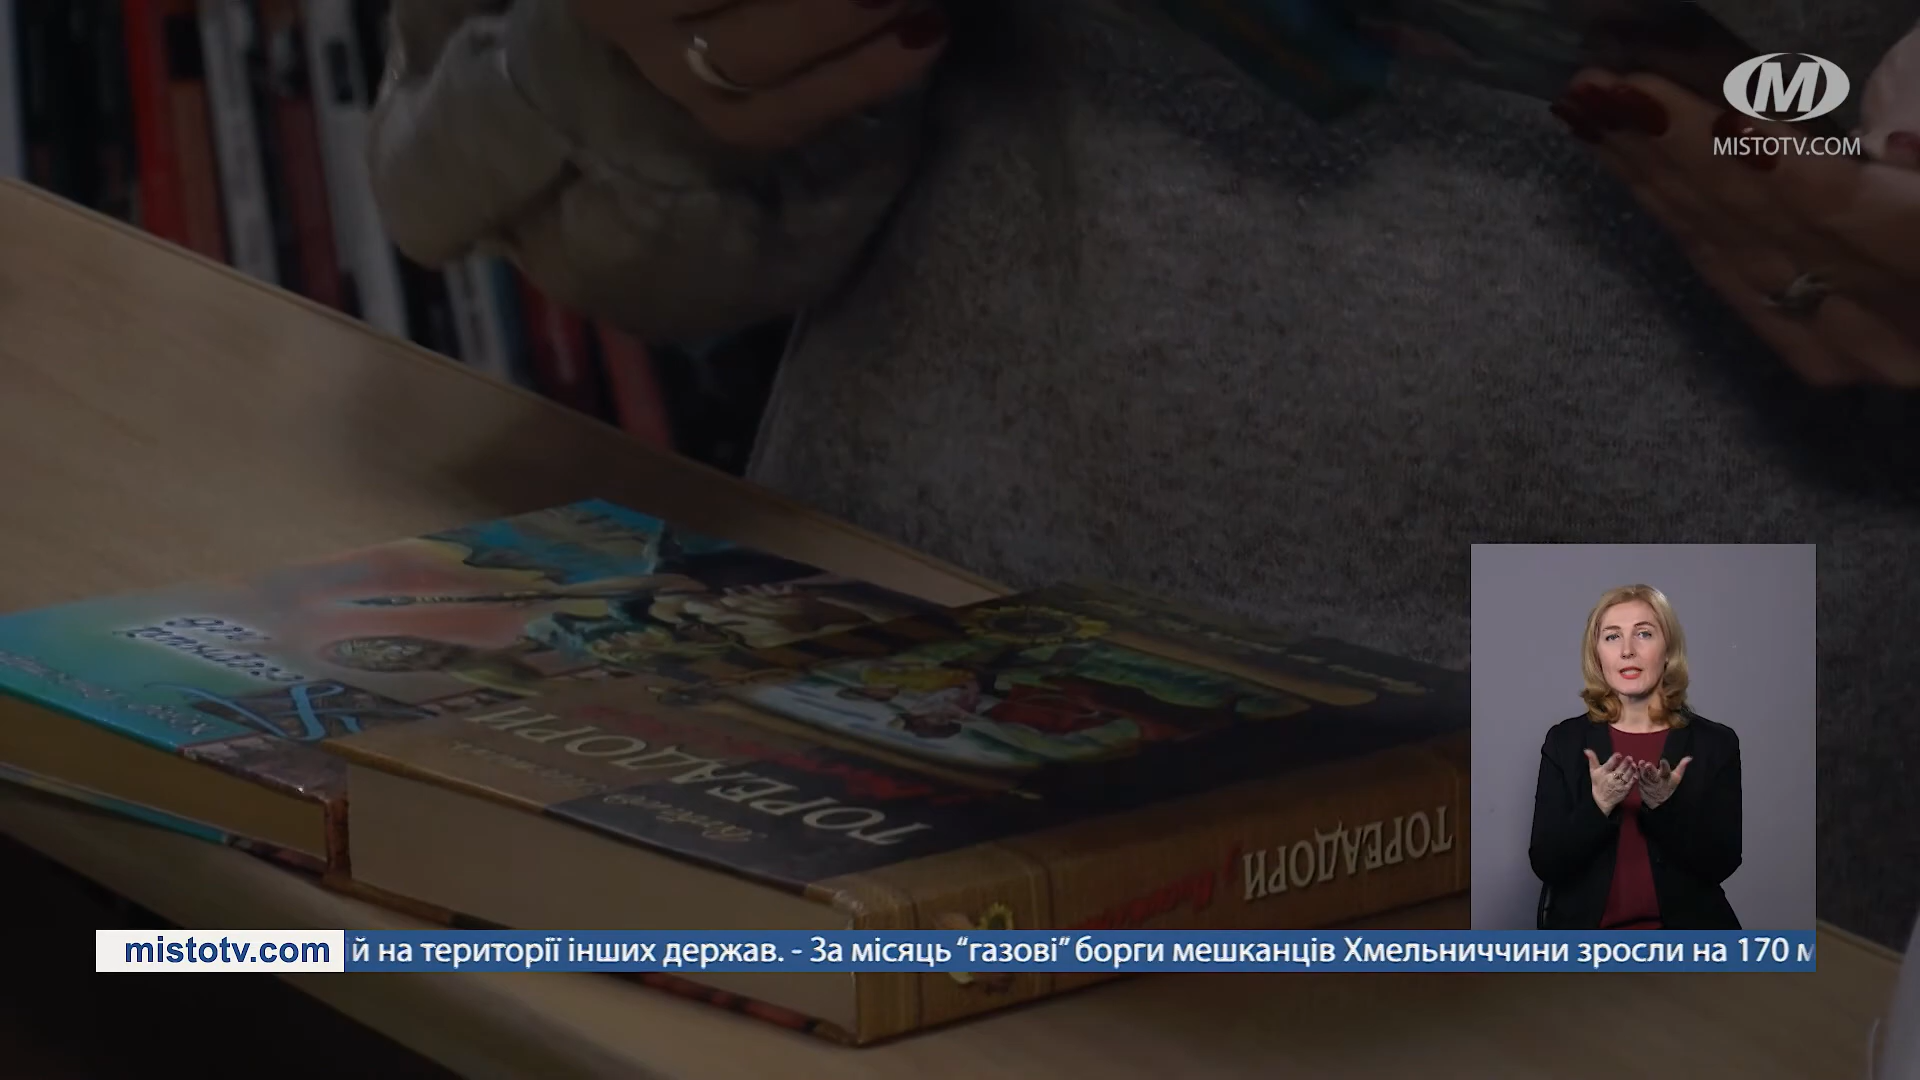 MISTOTV.COM
ТОРЕАДОРИ
ТОРЕАДОРИ
mistotv.com
й на території інших держав. - За місяць “газові” борги мешканців Хмельниччини зросли на 170 м